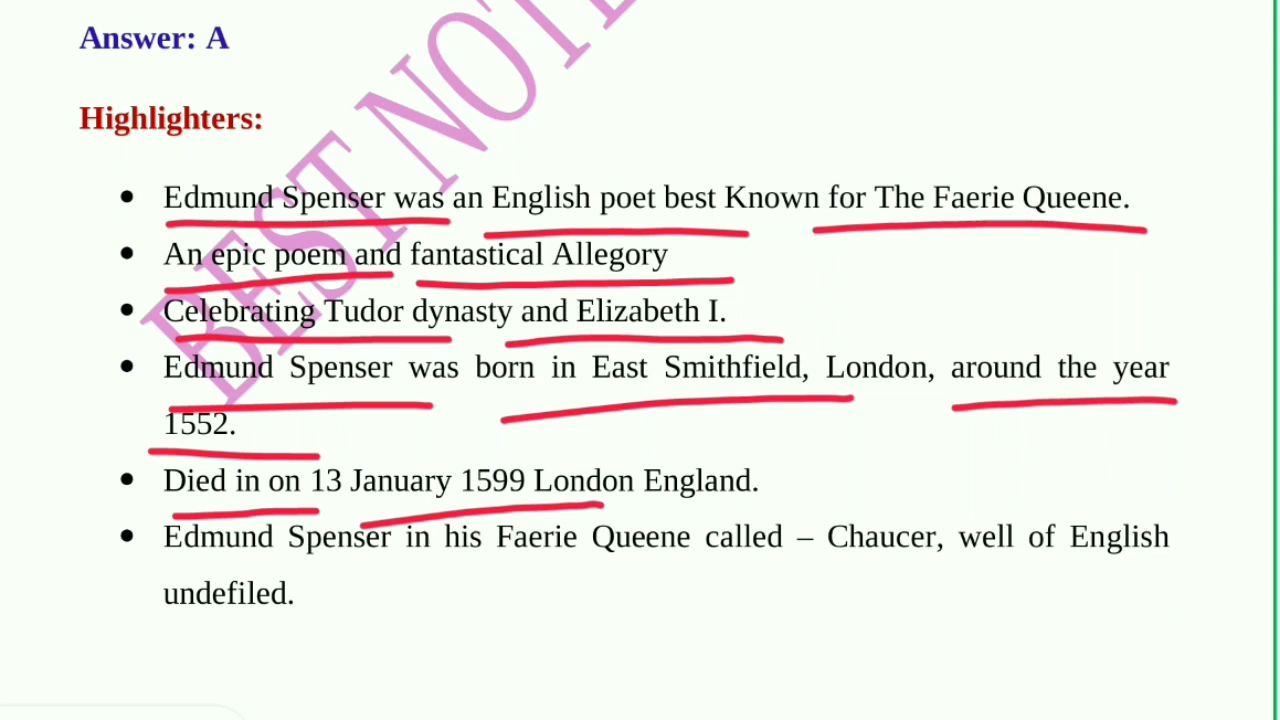 Answer: A
Highlighters:
• Edmund Spenser was an English poet best Known for The Faerie Queene.
• An epic poem and fantastical Allegory
• Celebrating Tudor dynasty and Elizabeth I.
• Edmund Spenser was born in East Smithfield, London, around the year
1552.
• Died in on 13 January 1599 London England.
• Edmund Spenser in his Faerie Queene called – Chaucer, well of English
undefiled.
BEST NOTE